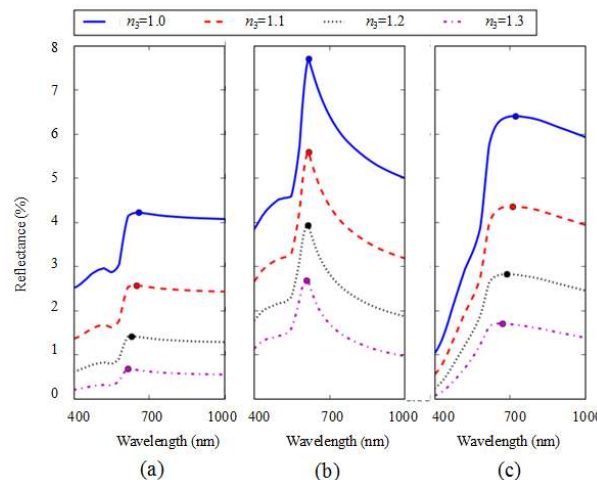 n₃=1.0 n₃=1.1 n₃=1.2 n₃=1.3
Reflectance (%)
8
7
6
5
4
3
2
1
0
400 700 1000 400 700 1000 400 700 1000
Wavelength (nm) Wavelength (nm) Wavelength (nm)
(a) (b) (c)